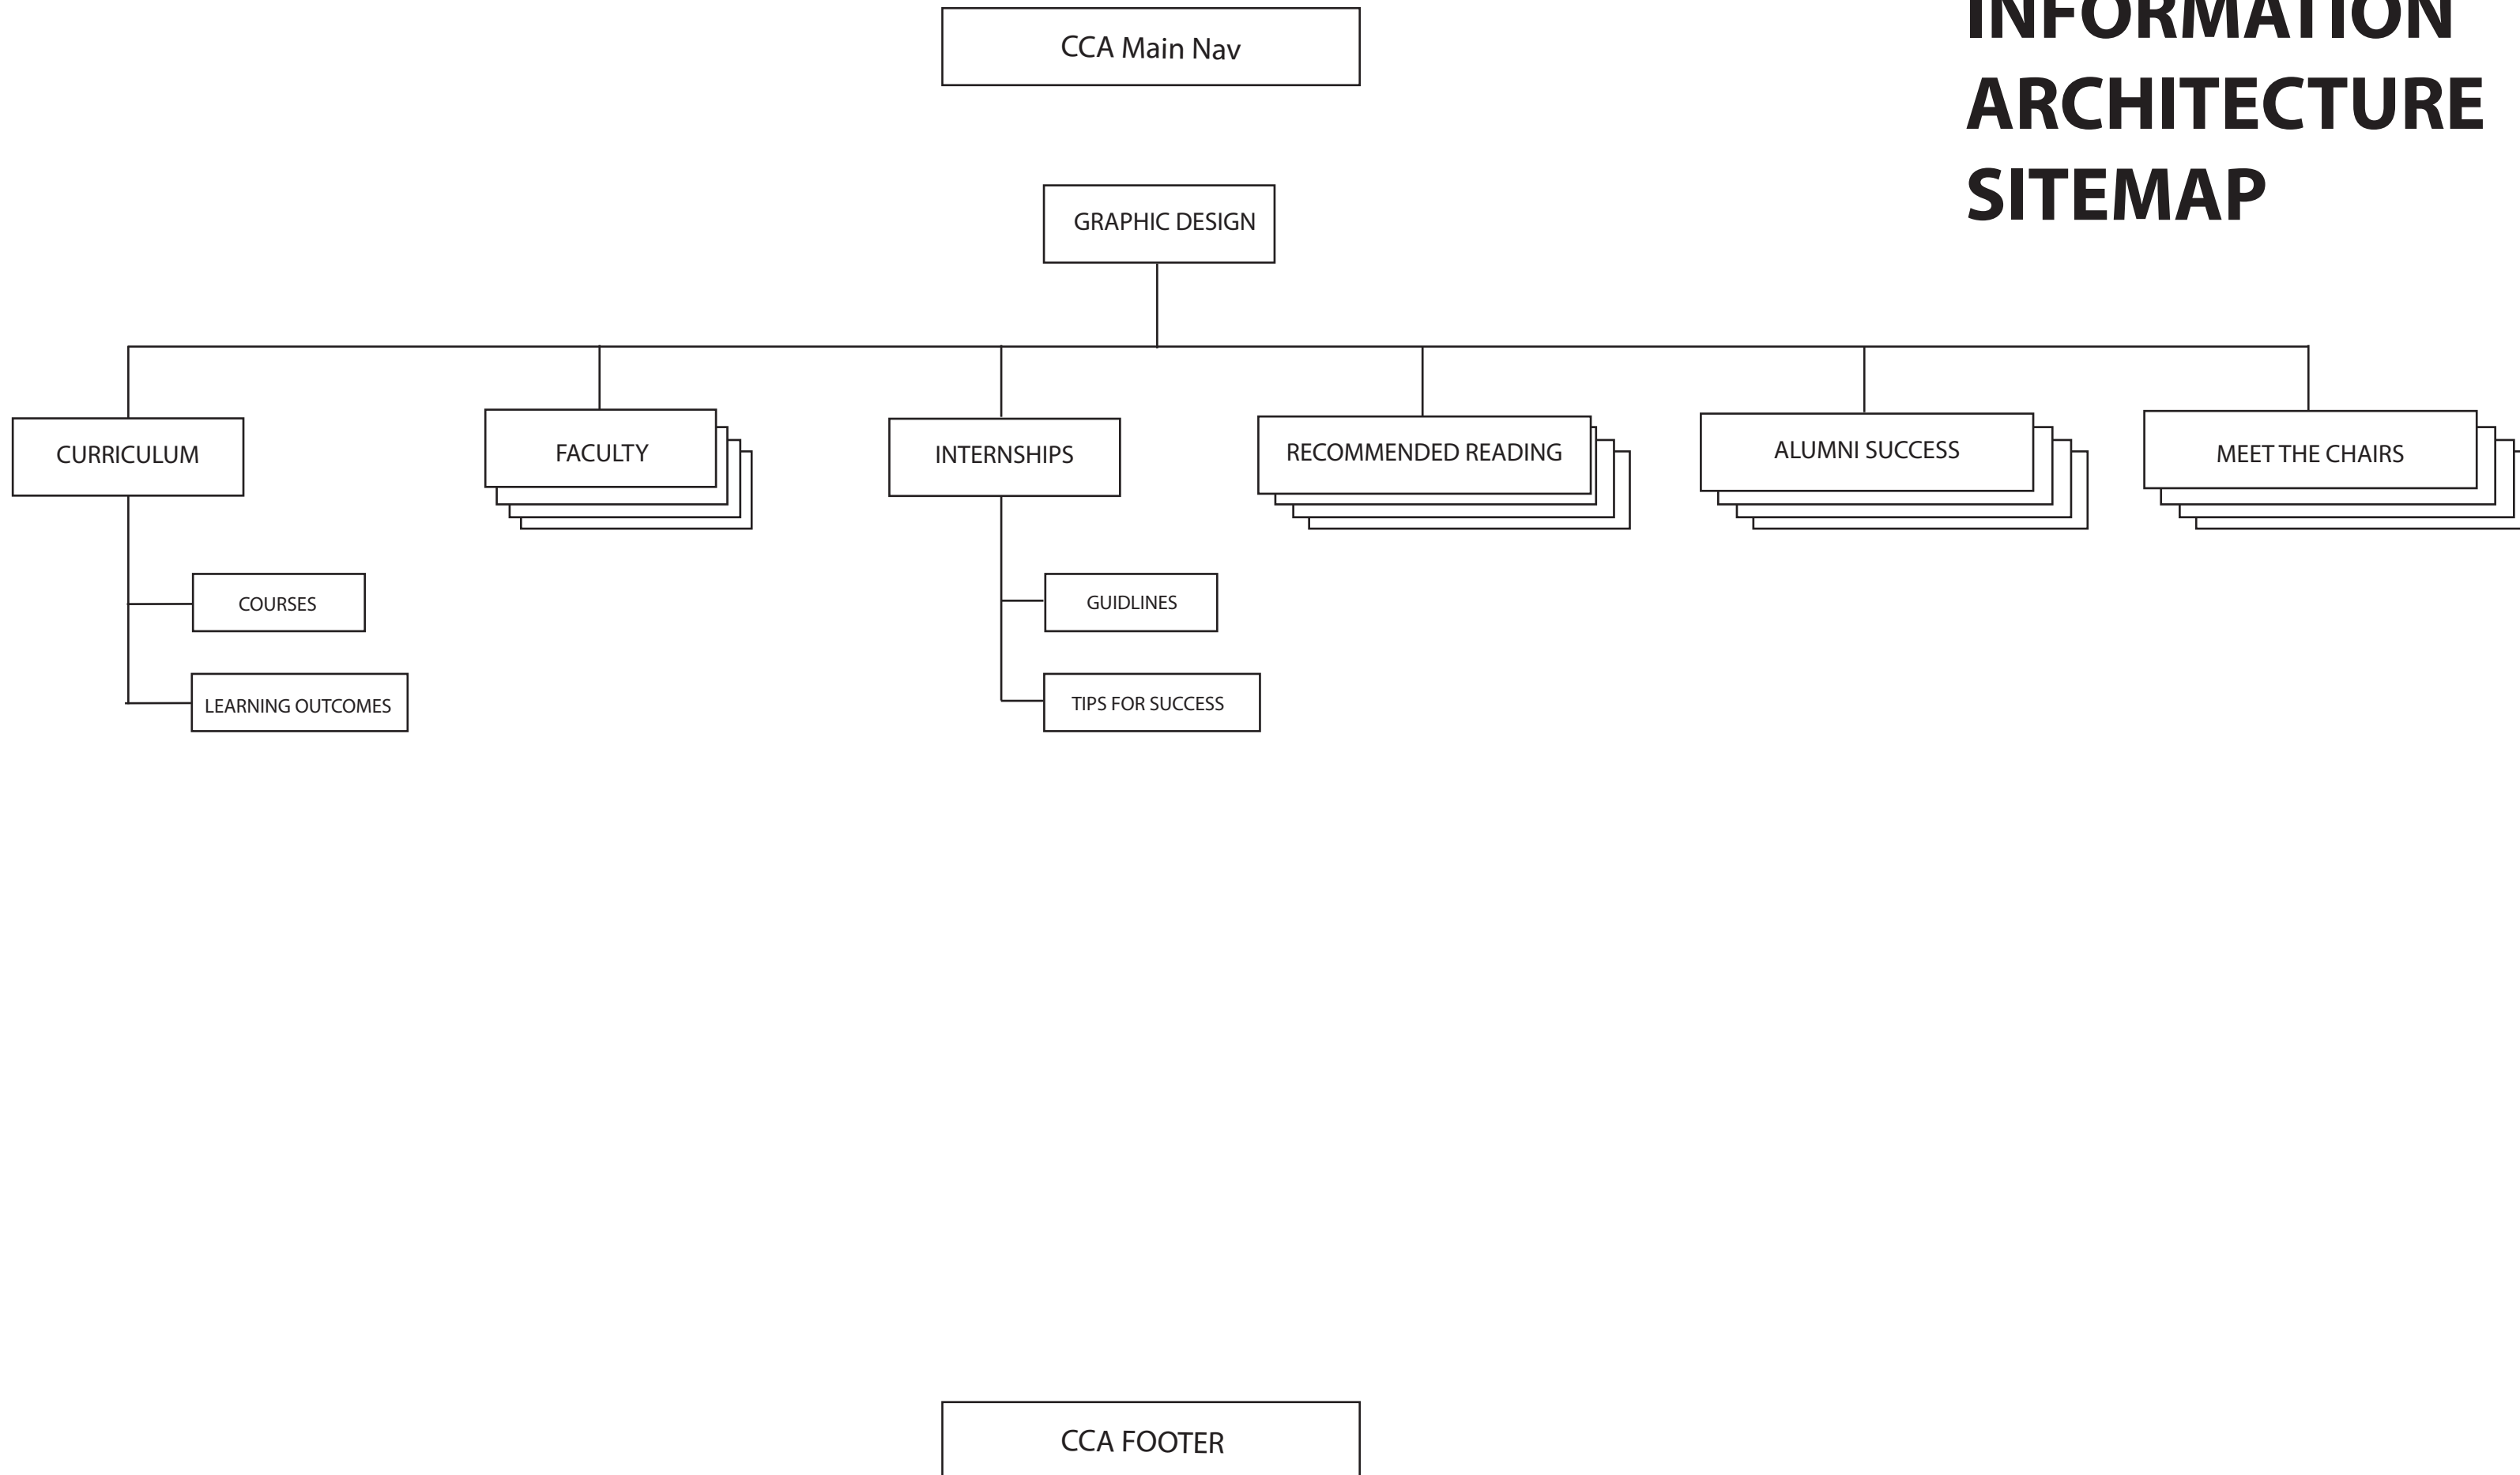 CCA Main Nav
INFORMATION
ARCHITECTURE
SITEMAP
GRAPHIC DESIGN
CURRICULUM
FACULTY
INTERNSHIPS
RECOMMENDED READING
ALUMNI SUCCESS
MEET THE CHAIRS
COURSES
GUIDLINES
LEARNING OUTCOMES
TIPS FOR SUCCESS
CCA FOOTER